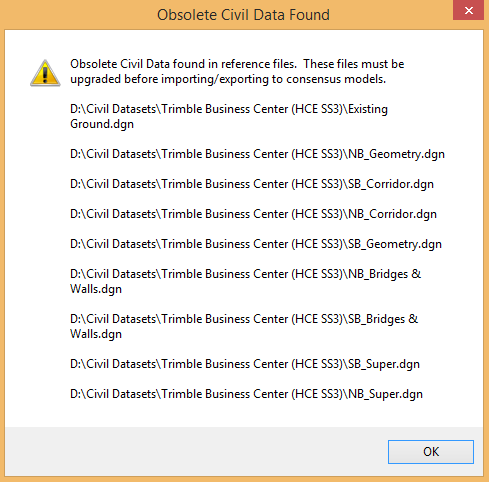 Obsolete Civil Data Found
Obsolete Civil Data found in reference files.  These files must be
upgraded before importing/exporting to consensus models.
D:\Civil Datasets\Trimble Business Center (HCE SS3)\Existing
Ground.dgn
D:\Civil Datasets\Trimble Business Center (HCE SS3)\NB_Geometry.dgn
D:\Civil Datasets\Trimble Business Center (HCE SS3)\SB_Corridor.dgn
D:\Civil Datasets\Trimble Business Center (HCE SS3)\NB_Corridor.dgn
D:\Civil Datasets\Trimble Business Center (HCE SS3)\SB_Geometry.dgn
D:\Civil Datasets\Trimble Business Center (HCE SS3)\NB_Bridges &
Walls.dgn
D:\Civil Datasets\Trimble Business Center (HCE SS3)\SB_Bridges &
Walls.dgn
D:\Civil Datasets\Trimble Business Center (HCE SS3)\SB_Super.dgn
D:\Civil Datasets\Trimble Business Center (HCE SS3)\NB_Super.dgn
OK